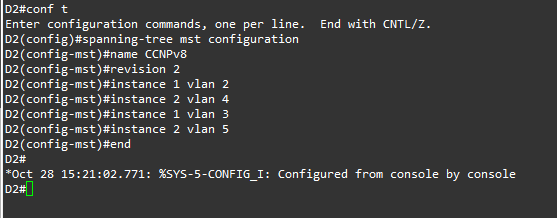 D2#conf t
Enter configuration commands, one per line.  End with CNTL/Z.
D2(config)#spanning-tree mst configuration
D2(config-mst)#name CCNPv8
D2(config-mst)#revision 2
D2(config-mst)#instance 1 vlan 2
D2(config-mst)#instance 2 vlan 4
D2(config-mst)#instance 1 vlan 3
D2(config-mst)#instance 2 vlan 5
D2(config-mst)#end
D2#
*Oct 28 15:21:02.771: %SYS-5-CONFIG_I: Configured from console by console
D2#